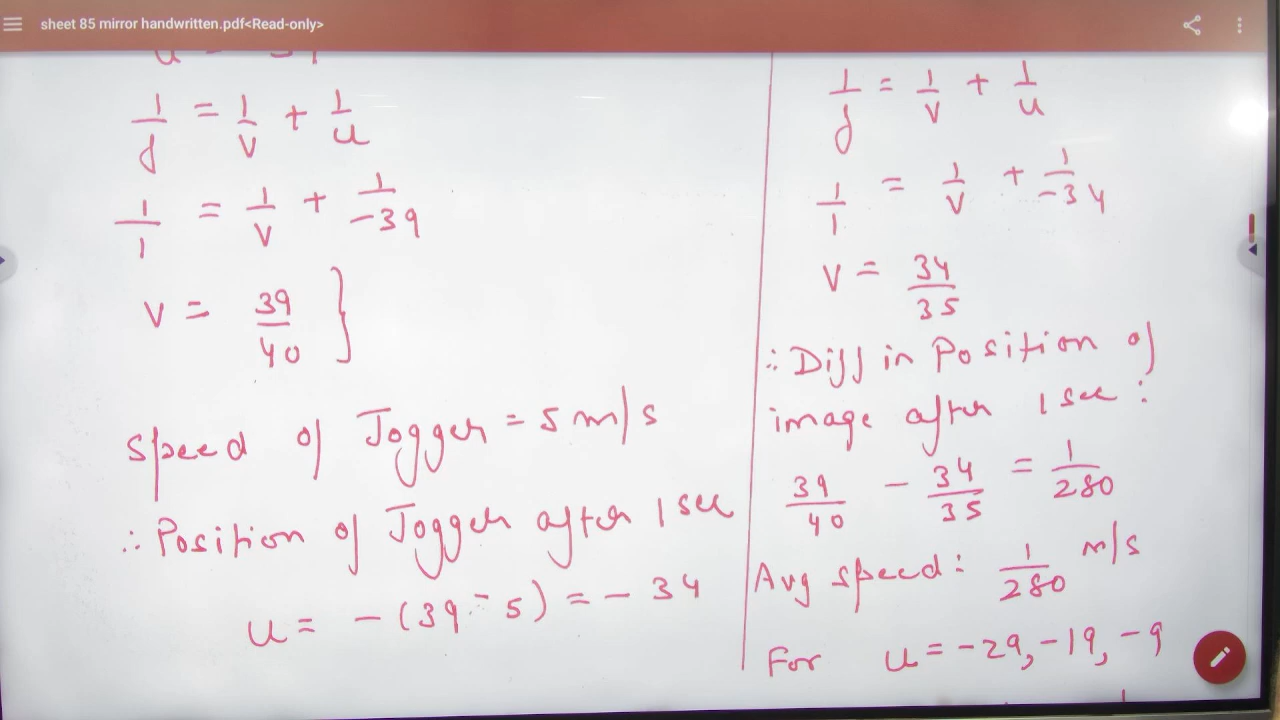 sheet 85 mirror handwritten.pdf<Read-only>
1/f = 1/v + 1/u
1/1 = 1/v + 1/-39
v = 39/40 }
Speed of Jogger = 5 m/s
∴ Position of Jogger after 1 sec
u = -(39-5) = - 34
1/f = 1/v + 1/u
1/1 = 1/v + 1/-34
v = 34/35
∴ Diff in Position of
image after 1 sec :
39/40 - 34/35 = 1/280
Avg speed : 1/280 m/s
For u = -29, -19, -9